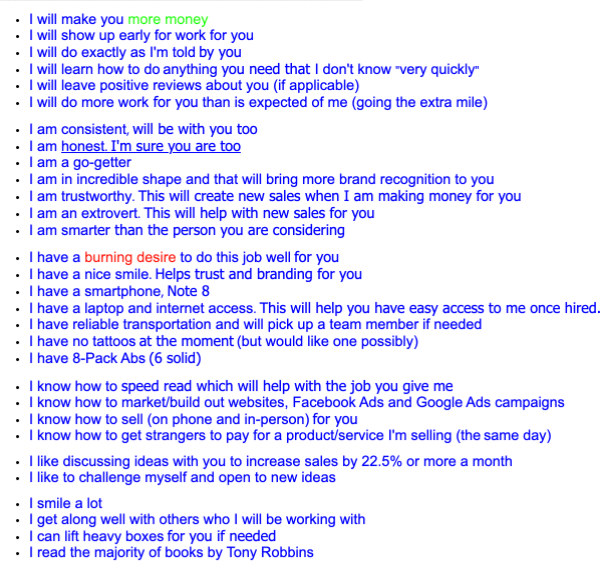 I will make you more money
I will show up early for work for you
I will do exactly as I'm told by you
I will learn how to do anything you need that I don't know "very quickly"
I will leave positive reviews about you (if applicable)
I will do more work for you than is expected of me (going the extra mile)
I am consistent, will be with you too
I am honest. I'm sure you are too
I am a go-getter
I am in incredible shape and that will bring more brand recognition to you
I am trustworthy. This will create new sales when I am making money for you
I am an extrovert. This will help with new sales for you
I am smarter than the person you are considering
I have a burning desire to do this job well for you
I have a nice smile. Helps trust and branding for you
I have a smartphone, Note 8
I have a laptop and internet access. This will help you have easy access to me once hired.
I have reliable transportation and will pick up a team member if needed
I have no tattoos at the moment (but would like one possibly)
I have 8-Pack Abs (6 solid)
I know how to speed read which will help with the job you give me
I know how to market/build out websites, Facebook Ads and Google Ads campaigns
I know how to sell (on phone and in-person) for you
I know how to get strangers to pay for a product/service I'm selling (the same day)
I like discussing ideas with you to increase sales by 22.5% or more a month
I like to challenge myself and open to new ideas
I smile a lot
I get along well with others who I will be working with
I can lift heavy boxes for you if needed
I read the majority of books by Tony Robbins